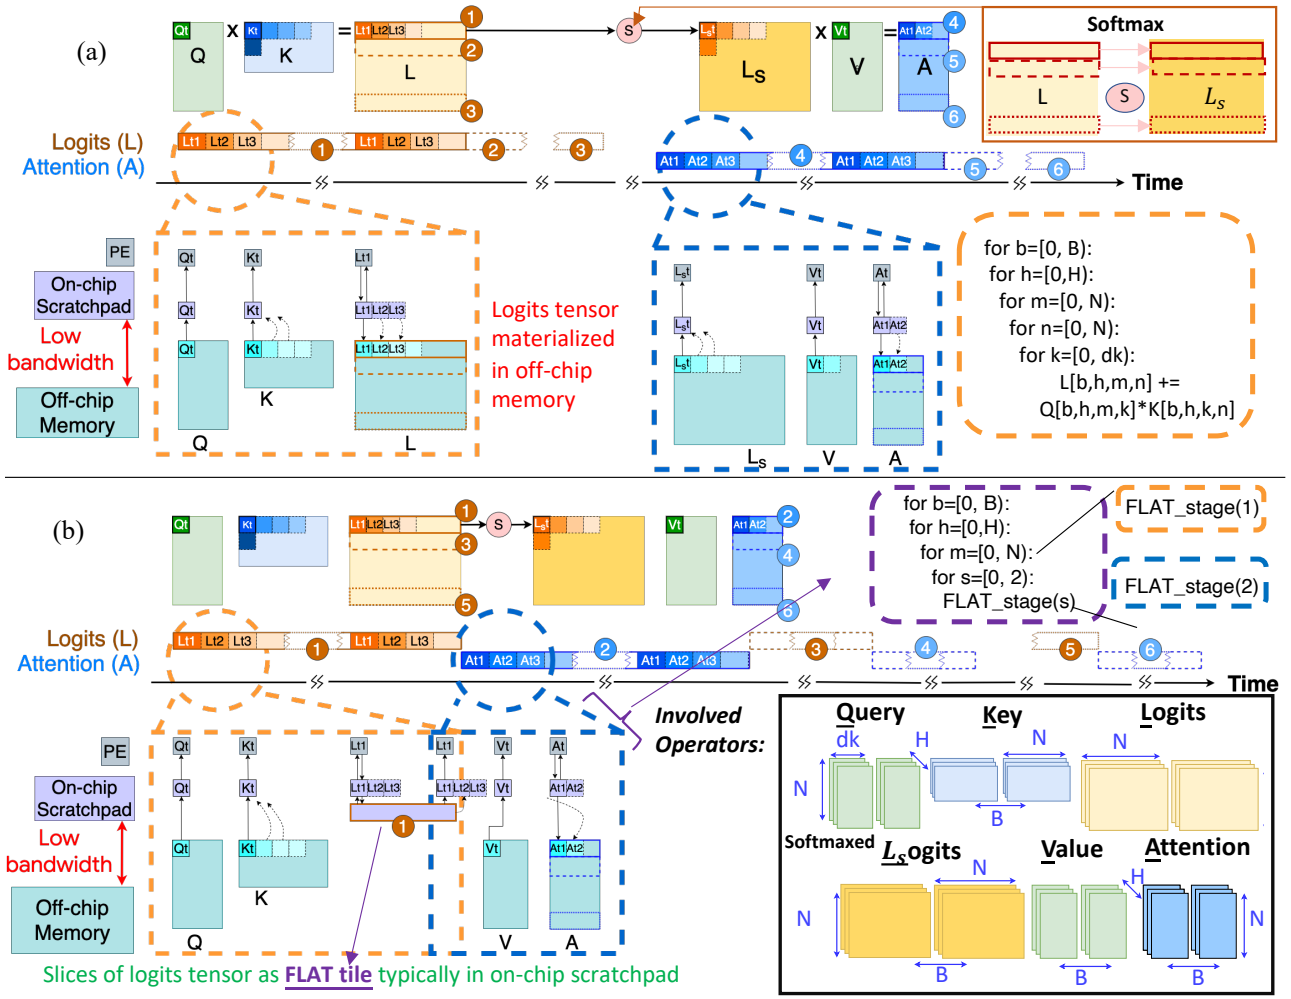 (a)
Qt
Q
x
Kt
K
=
Lt1 Lt2 Lt3
L
1
2
3
S
Lst
Ls
x
Vt
V
=
At1 At2
A
4
5
6
Softmax
L
S
Ls
Logits (L)
Lt1 Lt2 Lt3
1
Lt1 Lt2 Lt3
2
3
Attention (A)
At1 At2 At3
4
At1 At2 At3
5
6
Time
PE
On-chip
Scratchpad
Low
bandwidth
Off-chip
Memory
Qt
Kt
Lt1
Qt
Kt
Lt1 Lt2 Lt3
Qt
Kt
Lt1 Lt2 Lt3
Q
K
L
Logits tensor
materialized
in off-chip
memory
Lst
Vt
At
Lst
Vt
At1 At2
Lst
Vt
At1 At2
Ls
V
A
for b=[0, B):
for h=[0,H):
for m=[0, N):
for n=[0, N):
for k=[0, dk):
L[b,h,m,n] +=
Q[b,h,m,k]*K[b,h,k,n]
(b)
Qt
Kt
Lt1 Lt2 Lt3
1
3
5
S
Lst
Vt
At1 At2
2
4
6
for b=[0, B):
for h=[0,H):
for m=[0, N):
for s=[0, 2):
FLAT_stage(s)
FLAT_stage(1)
FLAT_stage(2)
Logits (L)
Lt1 Lt2 Lt3
1
Lt1 Lt2 Lt3
3
5
Attention (A)
At1 At2 At3
2
At1 At2 At3
4
6
Time
Involved
Operators:
PE
On-chip
Scratchpad
Low
bandwidth
Off-chip
Memory
Qt
Kt
Lt1
Lt1
Vt
At
Qt
Kt
Lt1 Lt2 Lt3
Lt1 Lt2 Lt3
Vt
At1 At2
1
Qt
Kt
Vt
At1 At2
Q
K
V
A
Slices of logits tensor as FLAT tile typically in on-chip scratchpad
Query
Key
Logits
dk
H
N
N
N
B
Softmaxed
Lsogits
Value
Attention
N
H
N
N
B
B
B